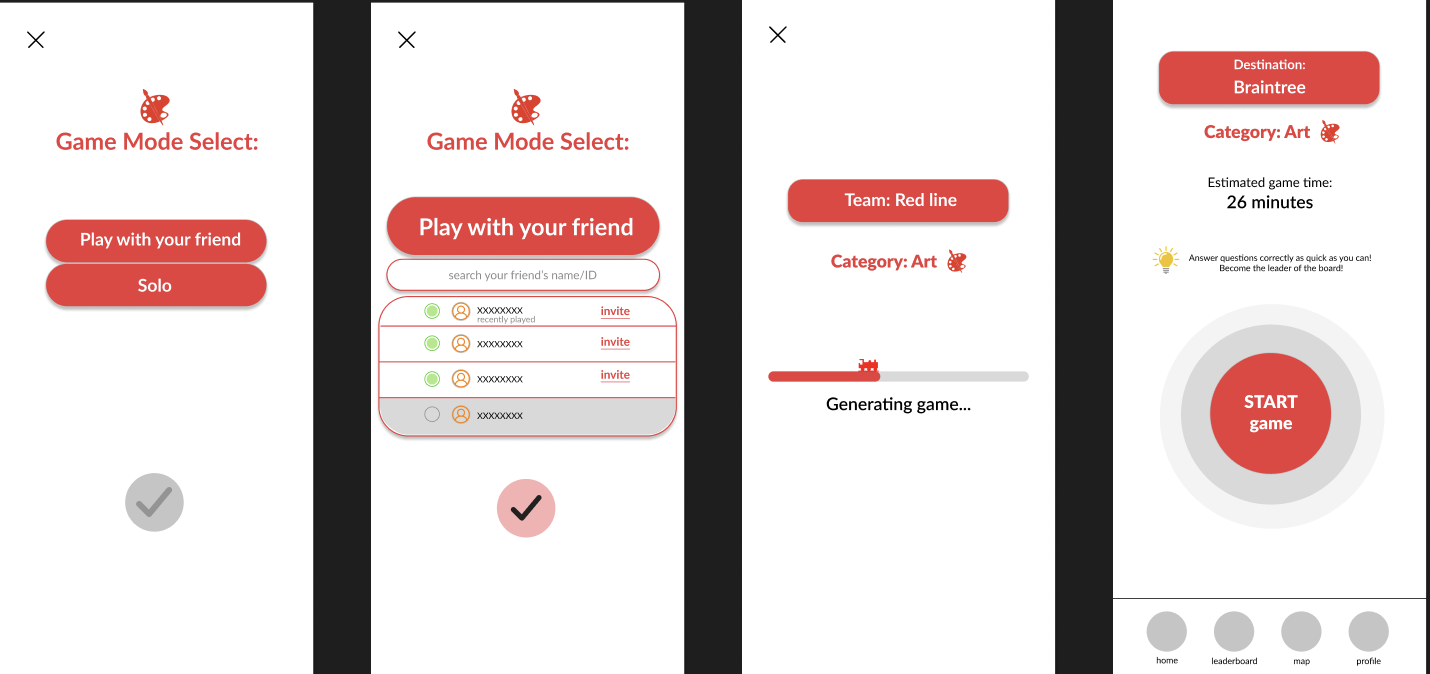 Game Mode Select:
Play with your friend
Solo
Game Mode Select:
Play with your friend
search your friend's name/ID
xxxxxxxx
recently played
invite
xxxxxxxx
invite
xxxxxxxx
invite
xxxxxxxx
Team: Red line
Category: Art
Generating game...
Destination:
Braintree
Category: Art
Estimated game time:
26 minutes
Answer questions correctly as quick as you can!
Become the leader of the board!
START
game
home
leaderboard
map
profile